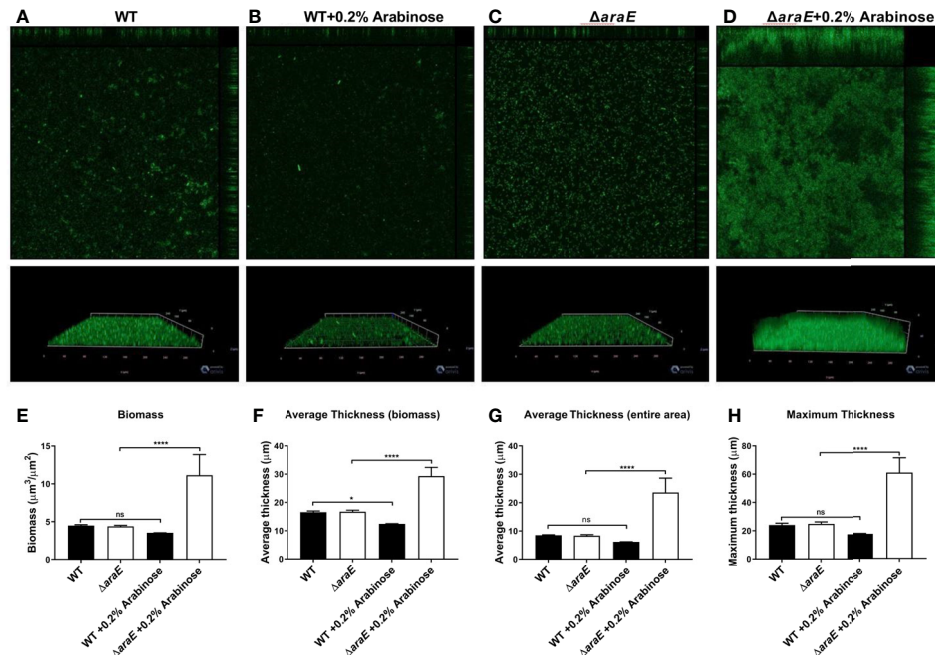 A WT
B WT+0.2% Arabinose
C ΔaraE
D ΔaraE+0.2% Arabinose
E Biomass
Biomass (μm³/μm²)
15
10
5
0
ns
****
WT
ΔaraE
WT +0.2% Arabinose
ΔaraE +0.2% Arabinose
F Average Thickness (biomass)
Average thickness (μm)
40
30
20
10
0
*
****
WT
ΔaraE
WT +0.2% Arabinose
ΔaraE +0.2% Arabinose
G Average Thickness (entire area)
Average thickness (μm)
40
30
20
10
0
ns
****
WT
ΔaraE
WT +0.2% Arabinose
ΔaraE +0.2% Arabinose
H Maximum Thickness
Maximum thickness (μm)
80
60
40
20
0
ns
****
WT
ΔaraE
WT +0.2% Arabincse
ΔaraE +0.2% Arabinose